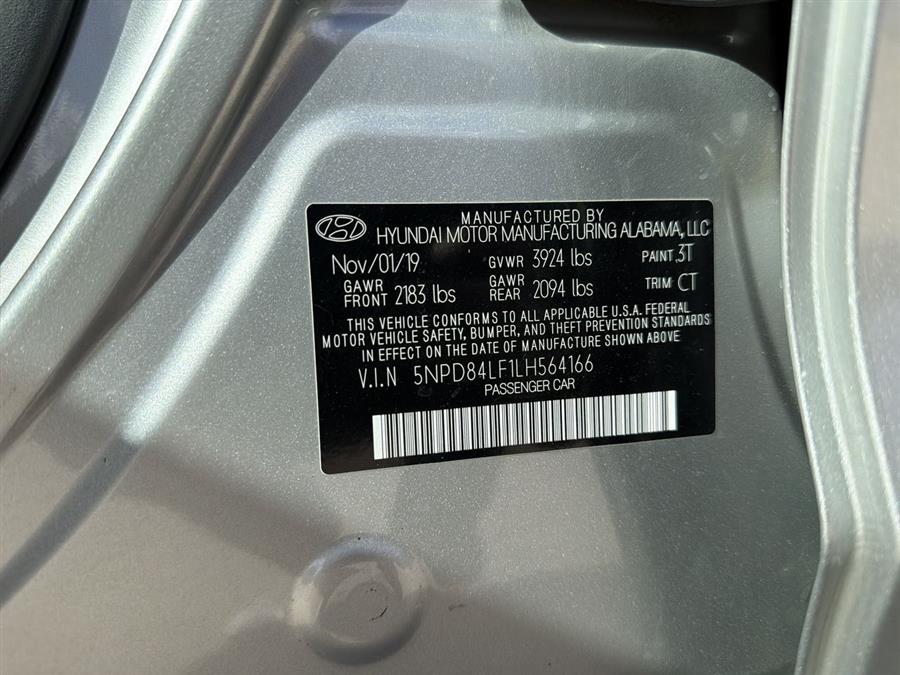 MANUFACTURED BY
HYUNDAI MOTOR MANUFACTURING ALABAMA, LLC
Nov/01/19 GVWR 3924 lbs PAINT 3T
GAWR FRONT 2183 lbs GAWR REAR 2094 lbs TRIM CT
THIS VEHICLE CONFORMS TO ALL APPLICABLE U.S.A. FEDERAL
MOTOR VEHICLE SAFETY, BUMPER, AND THEFT PREVENTION STANDARDS
IN EFFECT ON THE DATE OF MANUFACTURE SHOWN ABOVE
V.I.N 5NPD84LF1LH564166
PASSENGER CAR